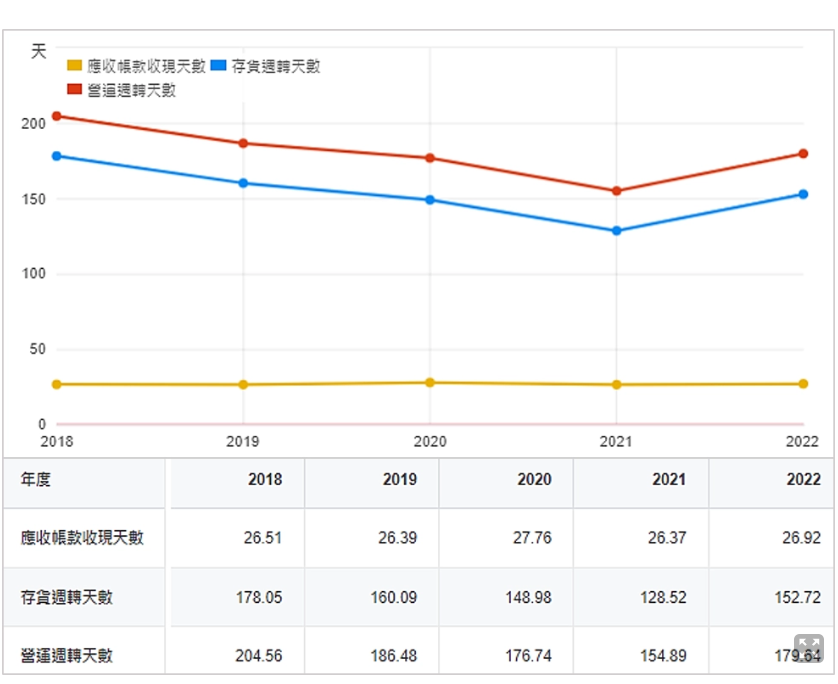 天
應收帳款收現天數 存貨週轉天數
營運週轉天數
200
150
100
50
0
2018 2019 2020 2021 2022
年度 2018 2019 2020 2021 2022
應收帳款收現天數 26.51 26.39 27.76 26.37 26.92
存貨週轉天數 178.05 160.09 148.98 128.52 152.72
營運週轉天數 204.56 186.48 176.74 154.89 179.64